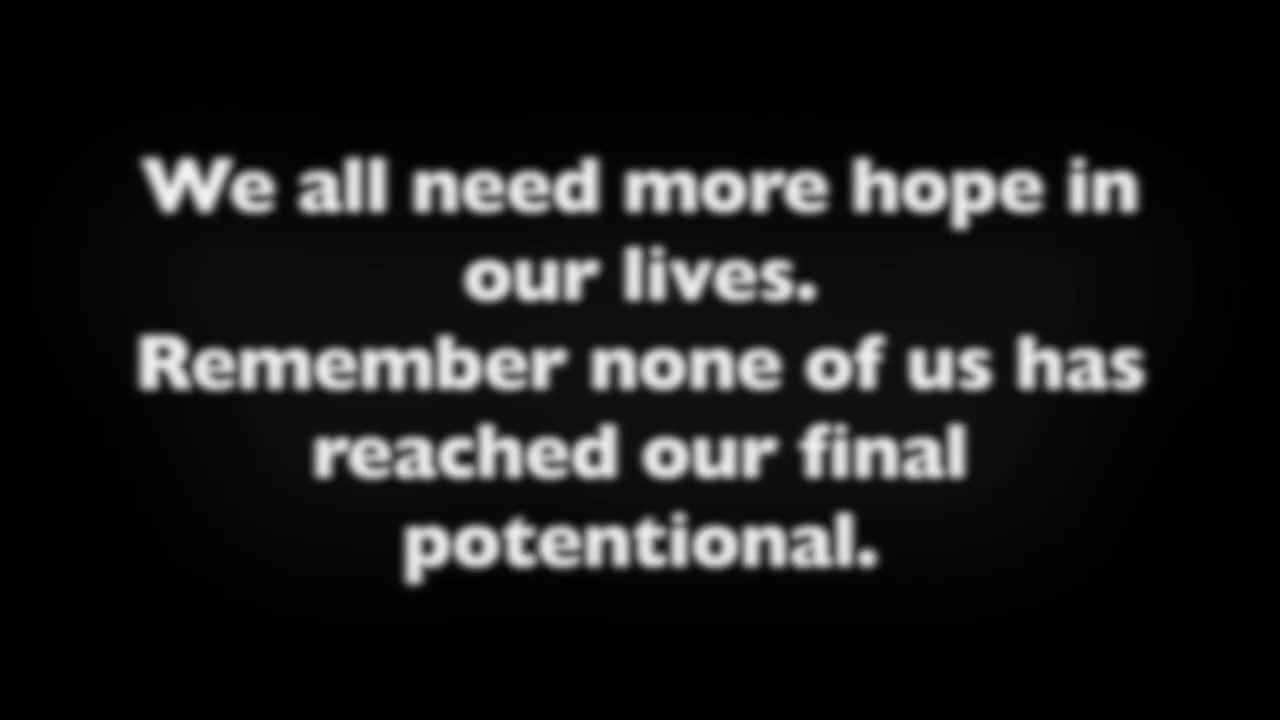 We all need more hope in
our lives.
Remember none of us has
reached our final
potentional.